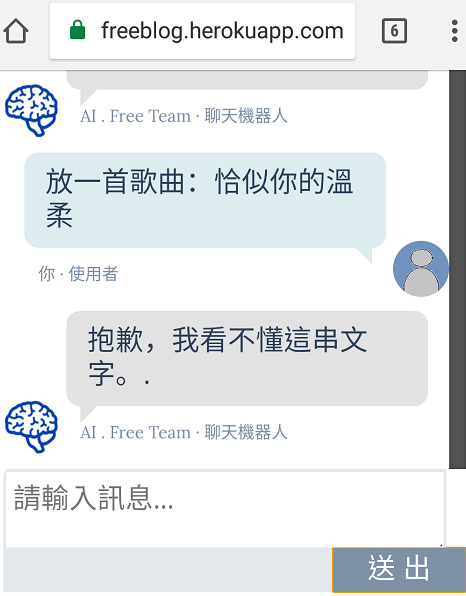 freeblog.herokuapp.com
6
AI . Free Team · 聊天機器人
放一首歌曲：恰似你的溫
柔
你 · 使用者
抱歉，我看不懂這串文
字。.
AI . Free Team · 聊天機器人
請輸入訊息...
送出